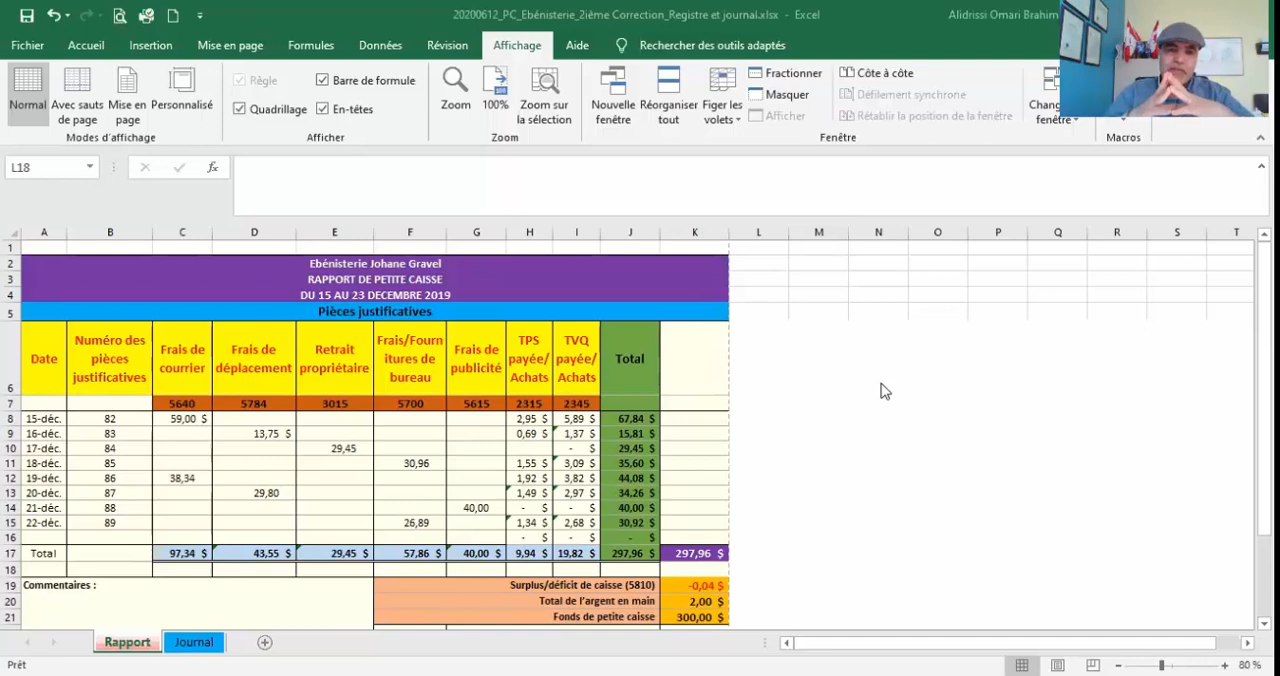 20200612_PC_Ebénisterie_2ième Correction_Registre et journal.xlsx - Excel
Alidrissi Omari Brahim
Fichier Accueil Insertion Mise en page Formules Données Révision Affichage Aide Rechercher des outils adaptés
Normal
Avec sauts de page
Mise en page
Personnalisé
Modes d'affichage
Règle
Barre de formule
Quadrillage
En-têtes
Afficher
Zoom
100%
Zoom sur la sélection
Zoom
Nouvelle fenêtre
Réorganiser tout
Figer les volets
Fractionner
Masquer
Afficher
Côte à côte
Défilement synchrone
Rétablir la position de la fenêtre
Fenêtre
fenêtre
Macros
L18 fx
A B C D E F G H I J K L M N O P Q R S T
1
2 Ebénisterie Johane Gravel
3 RAPPORT DE PETITE CAISSE
4 DU 15 AU 23 DECEMBRE 2019
5 Pièces justificatives
6 Date Numéro des pièces justificatifs Frais de courrier Frais de déplacement Retrait propriétaire Frais/Fournitures de bureau Frais de publicité TPS payée/Achats TVQ payée/Achats Total
7 5640 5784 3015 5700 5615 2315 2345
8 15-déc. 82 59,00 $ 2,95 $ 5,89 $ 67,84 $
9 16-déc. 83 13,75 $ 0,69 $ 1,37 $ 15,81 $
10 17-déc. 84 29,45 - $ 29,45 $
11 18-déc. 85 30,96 1,55 $ 3,09 $ 35,60 $
12 19-déc. 86 38,34 1,92 $ 3,82 $ 44,08 $
13 20-déc. 87 29,80 1,49 $ 2,97 $ 34,26 $
14 21-déc. 88 40,00 - $ - $ 40,00 $
15 22-déc. 89 26,89 1,34 $ 2,68 $ 30,92 $
16 - $ - $ - $
17 Total 97,34 $ 43,55 $ 29,45 $ 57,86 $ 40,00 $ 9,94 $ 19,82 $ 297,96 $ 297,96 $
18
19 Commentaires : Surplus/déficit de caisse (5810) -0,04 $
20 Total de l'argent en main 2,00 $
21 Fonds de petite caisse 300,00 $
Rapport Journal
Prêt 80 %